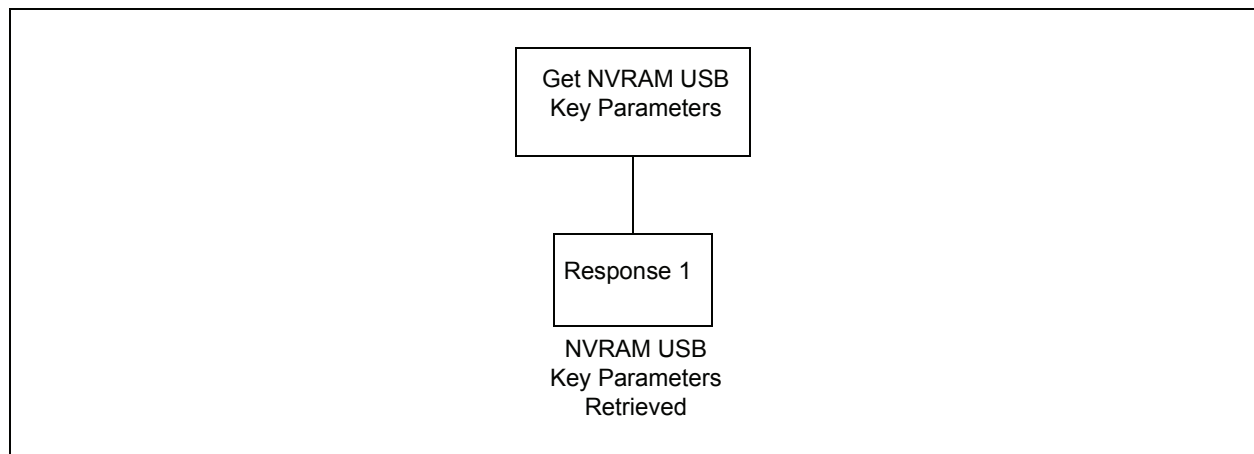 Get NVRAM USB
Key Parameters
Response 1
NVRAM USB
Key Parameters
Retrieved